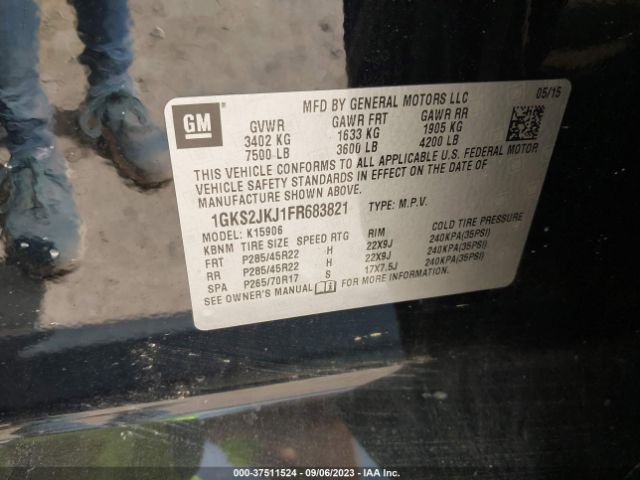 GM
MFD BY GENERAL MOTORS LLC
05/15
GVWR GAWR FRT GAWR RR
3402 KG 1633 KG 1905 KG
7500 LB 3600 LB 4200 LB
THIS VEHICLE CONFORMS TO ALL APPLICABLE U.S. FEDERAL MOTOR
VEHICLE SAFETY STANDARDS IN EFFECT ON THE DATE OF
MANUFACTURE SHOWN ABOVE.
1GKS2JKJ1FR683821 TYPE: M.P.V.
MODEL: K15906
KBNM TIRE SIZE SPEED RTG RIM COLD TIRE PRESSURE
FRT P285/45R22 H 22X9J 240KPA(35PSI)
RR P285/45R22 H 22X9J 240KPA(35PSI)
SPA P265/70R17 S 17X7.5J 240KPA(35PSI)
SEE OWNER'S MANUAL FOR MORE INFORMATION.
000-37511524 - 09/06/2023 - IAA Inc.